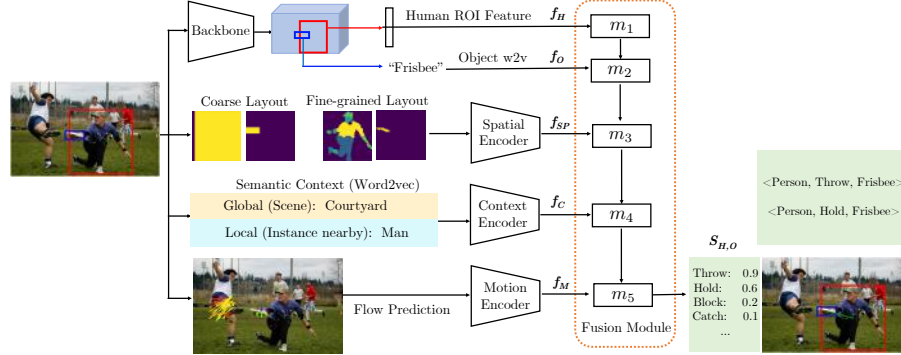 Backbone
Human ROI Feature
f_H
m_1
"Frisbee"
Object w2v
f_O
m_2
Coarse Layout
Fine-grained Layout
Spatial
Encoder
f_SP
m_3
Semantic Context (Word2vec)
Global (Scene): Courtyard
Local (Instance nearby): Man
Context
Encoder
f_C
m_4
Flow Prediction
Motion
Encoder
f_M
m_5
Fusion Module
<Person, Throw, Frisbee>
<Person, Hold, Frisbee>
S_H,O
Throw: 0.9
Hold: 0.6
Block: 0.2
Catch: 0.1
...